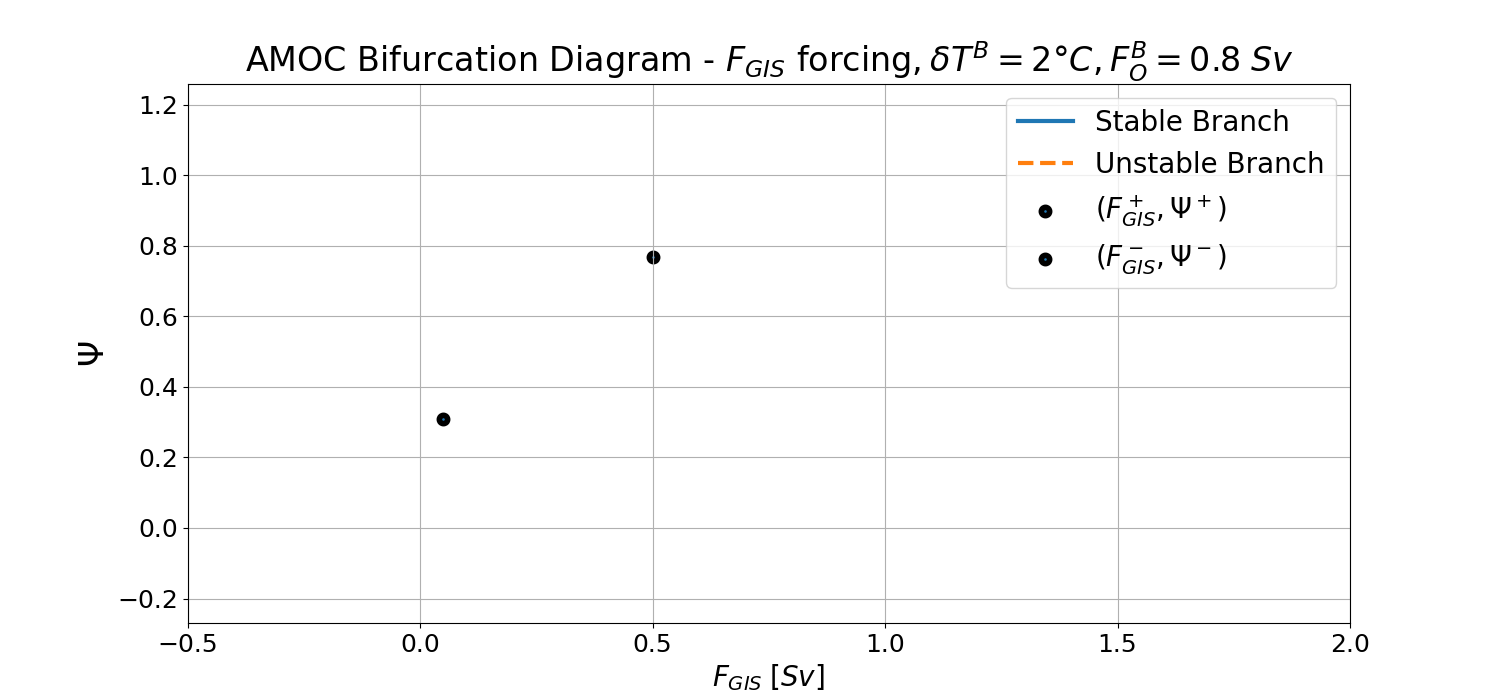 AMOC Bifurcation Diagram - $F_{GIS}$ forcing, $\delta T^B = 2°C, F_O^B = 0.8\ Sv$
1.2
1.0
0.8
0.6
0.4
0.2
0.0
−0.2
Ψ
Stable Branch
Unstable Branch
$(F_{GIS}^+, \Psi^+)$
$(F_{GIS}^-, \Psi^-)$
−0.5 0.0 0.5 1.0 1.5 2.0
$F_{GIS}\ [Sv]$